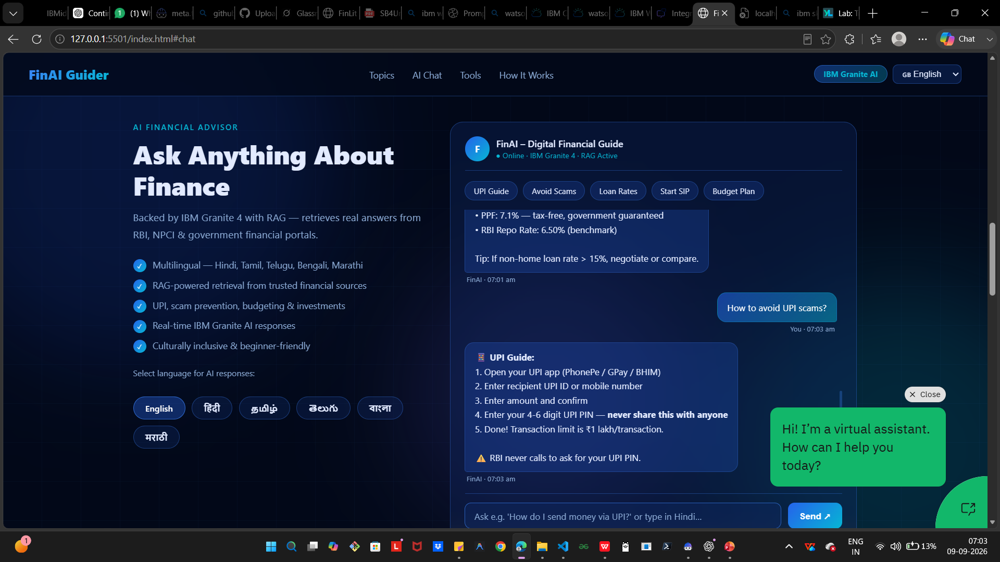 IBMid
Contin
1
(1) W
meta.
githu
Uploa
Glassr
FinLit
SB4U
ibm w
Prom
watso
IBM C
watso
IBM W
Integr
Fi
localh
ibm s
Lab: T
127.0.0.1:5501/index.html#chat
Chat
FinAI Guider
Topics
AI Chat
Tools
How It Works
IBM Granite AI
GB English
AI FINANCIAL ADVISOR
Ask Anything About
Finance
Backed by IBM Granite 4 with RAG — retrieves real answers from
RBI, NPCI & government financial portals.
✓ Multilingual — Hindi, Tamil, Telugu, Bengali, Marathi
✓ RAG-powered retrieval from trusted financial sources
✓ UPI, scam prevention, budgeting & investments
✓ Real-time IBM Granite AI responses
✓ Culturally inclusive & beginner-friendly
Select language for AI responses:
English
हिंदी
தமிழ்
తెలుగు
বাংলা
मराठी
F
FinAI – Digital Financial Guide
● Online · IBM Granite 4 · RAG Active
UPI Guide
Avoid Scams
Loan Rates
Start SIP
Budget Plan
• PPF: 7.1% — tax-free, government guaranteed
• RBI Repo Rate: 6.50% (benchmark)
Tip: If non-home loan rate > 15%, negotiate or compare.
FinAI · 07:01 am
How to avoid UPI scams?
You · 07:03 am
UPI Guide:
1. Open your UPI app (PhonePe / GPay / BHIM)
2. Enter recipient UPI ID or mobile number
3. Enter amount and confirm
4. Enter your 4-6 digit UPI PIN — never share this with anyone
5. Done! Transaction limit is ₹1 lakh/transaction.
⚠️ RBI never calls to ask for your UPI PIN.
FinAI · 07:03 am
Ask e.g. 'How do I send money via UPI?' or type in Hindi...
Send ↗
✕ Close
Hi! I'm a virtual assistant.
How can I help you
today?
1
ENG
IN
13%
07:03
09-09-2026